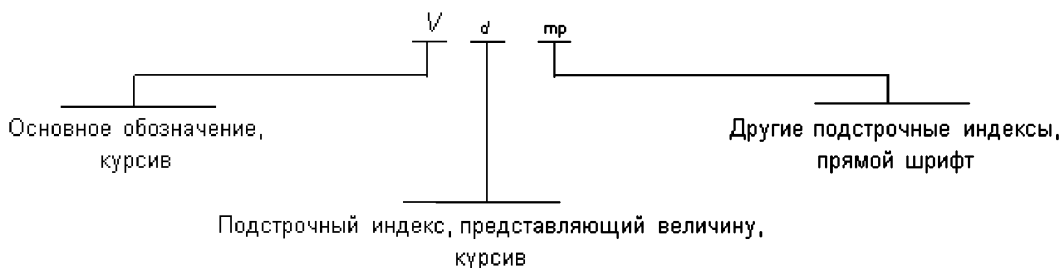 V d mp
Основное обозначение,
курсив
Другие подстрочные индексы,
прямой шрифт
Подстрочный индекс, представляющий величину,
курсив